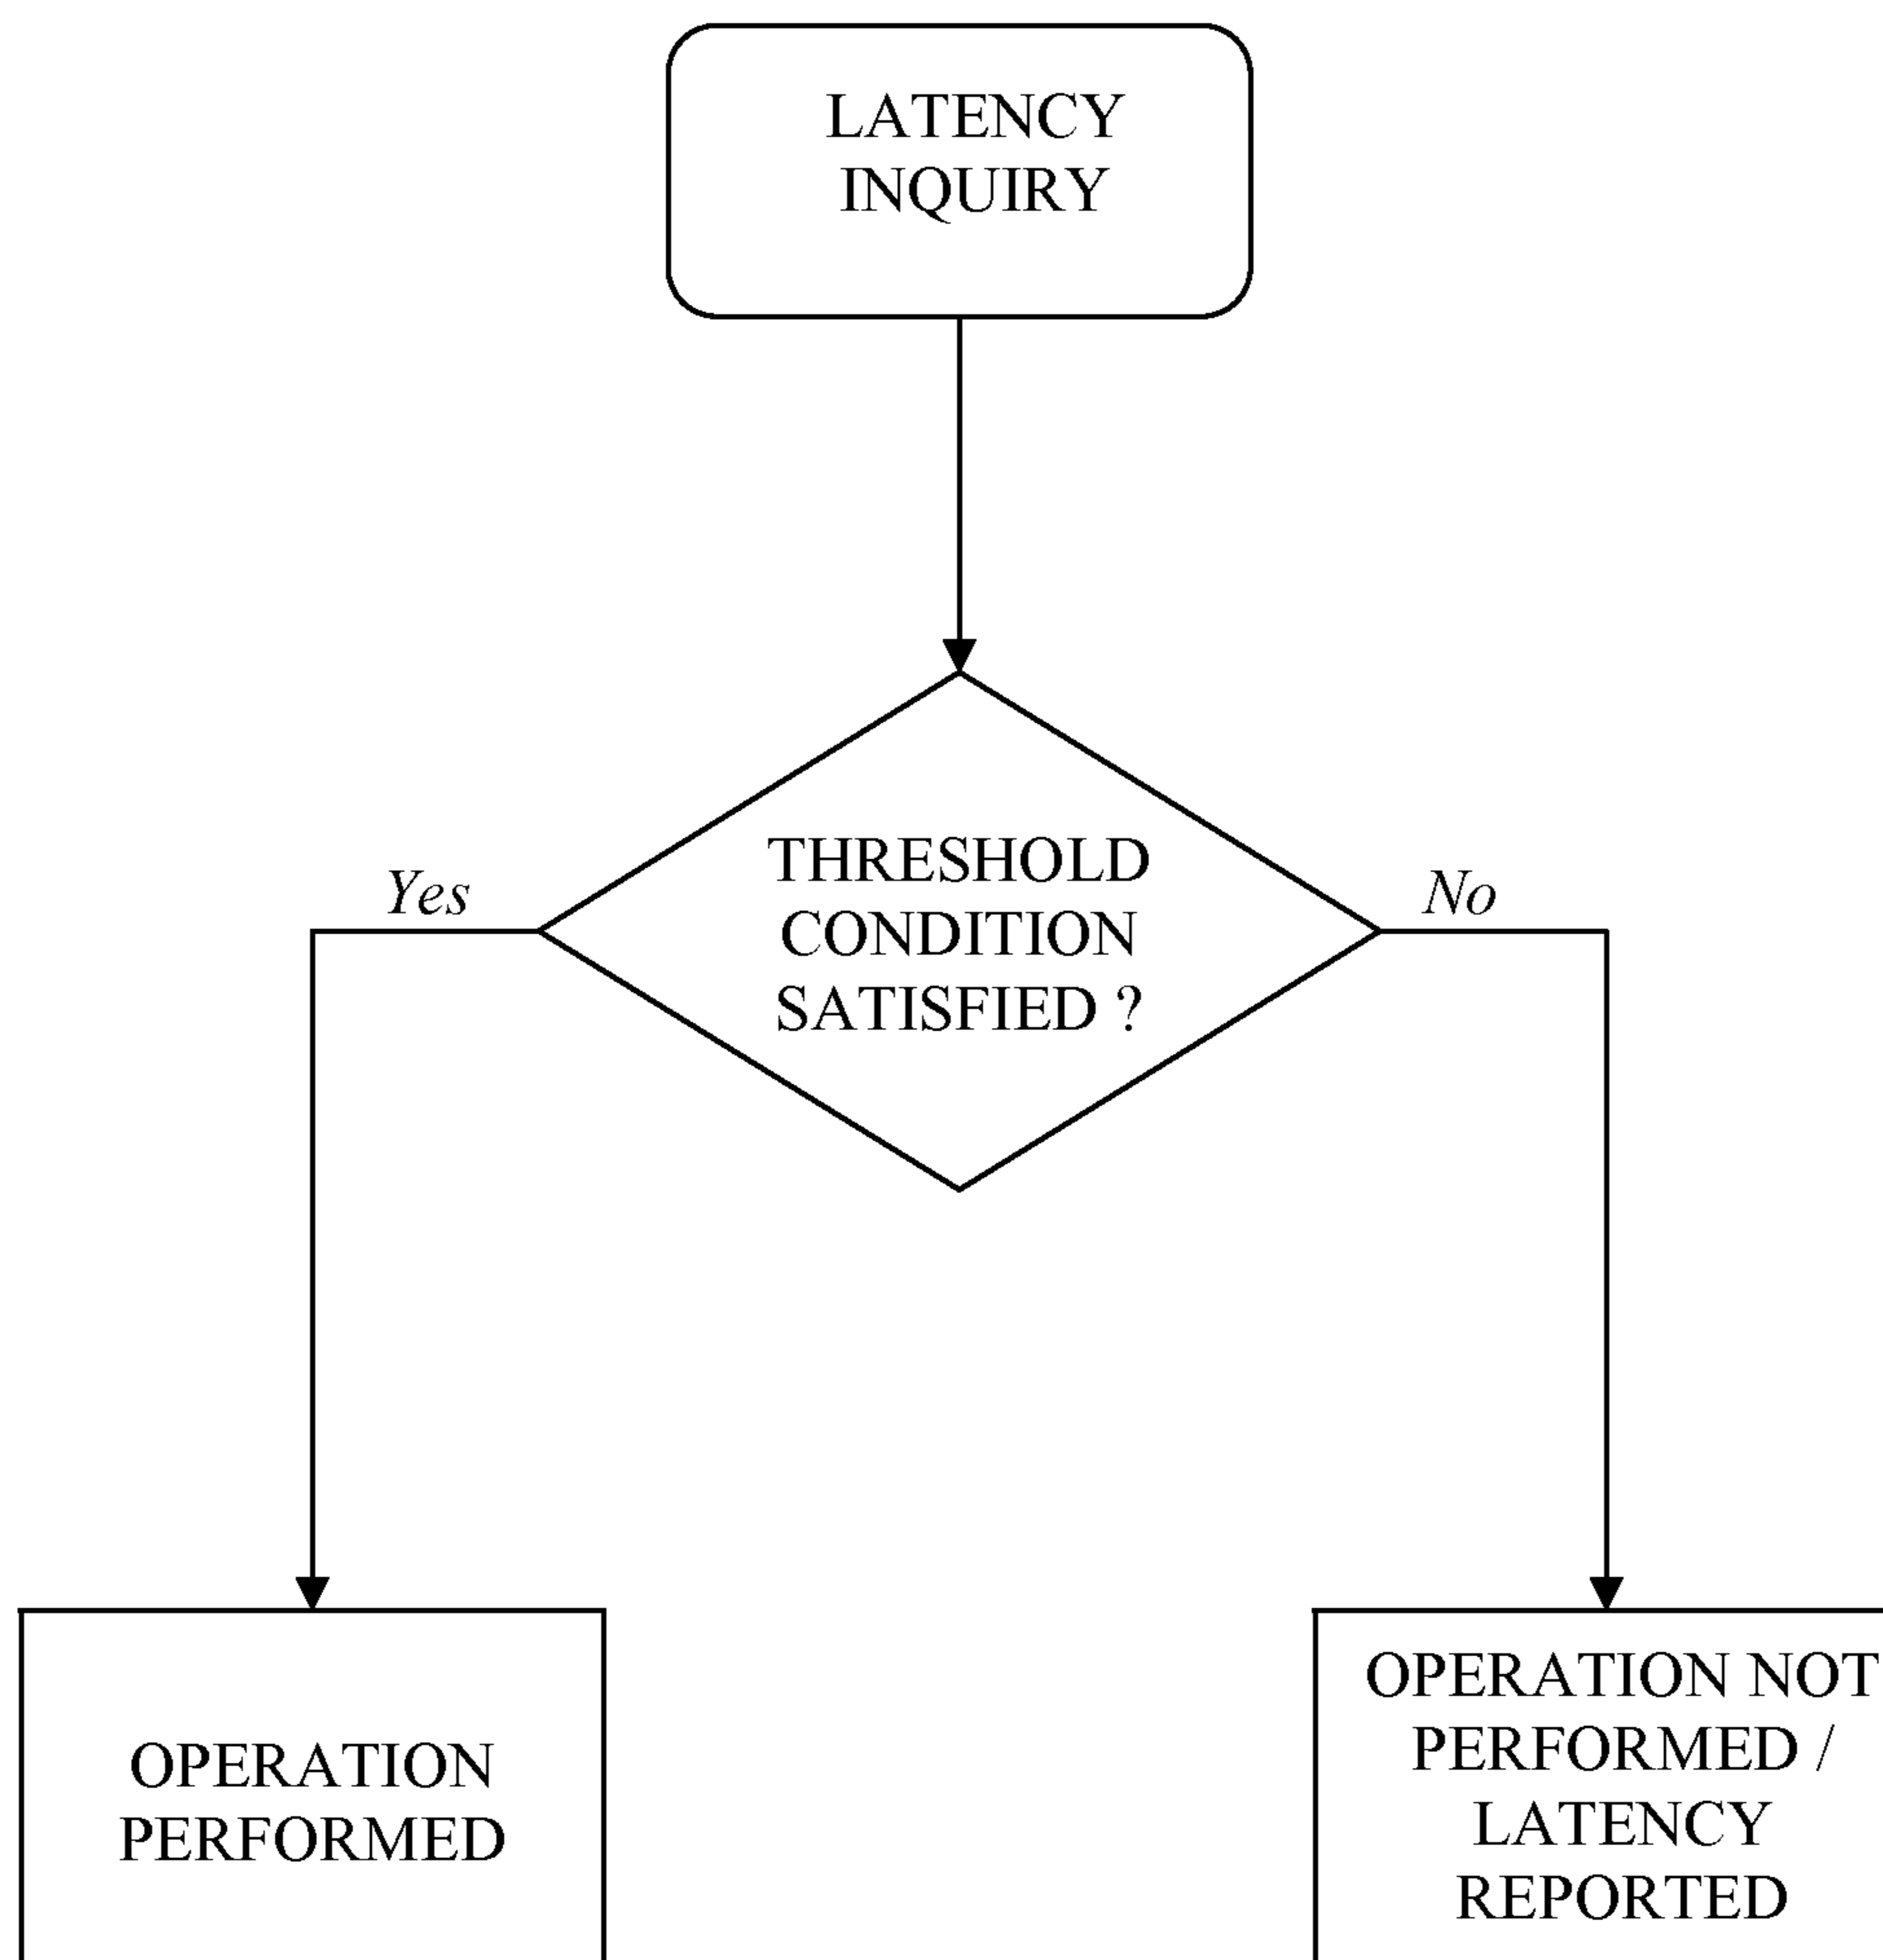 LATENCY
INQUIRY
THRESHOLD
CONDITION
SATISFIED ?
Yes
No
OPERATION
PERFORMED
OPERATION NOT
PERFORMED /
LATENCY
REPORTED